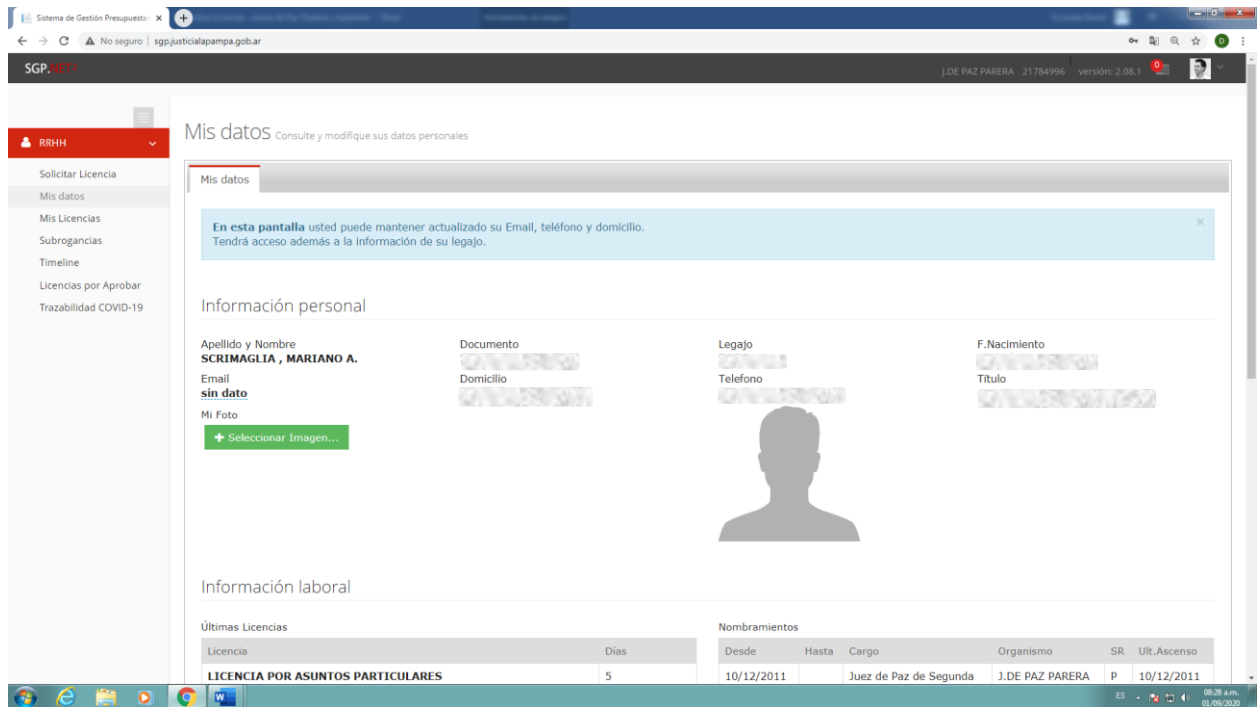 Sistema de Gestión Presupuesta
No seguro | sgp.justicialapampa.gob.ar
D
SGP.NET!
J.DE PAZ PARERA 21784996 versión: 2.08.1 0
RRHH
Solicitar Licencia
Mis datos
Mis Licencias
Subrogancias
Timeline
Licencias por Aprobar
Trazabilidad COVID-19
Mis datos Consulte y modifique sus datos personales
Mis datos
En esta pantalla usted puede mantener actualizado su Email, teléfono y domicilio.
Tendrá acceso además a la información de su legajo.
Información personal
Apellido y Nombre Documento Legajo F.Nacimiento
SCRIMAGLIA , MARIANO A.
Email Domicilio Telefono Título
sin dato
Mi Foto
Seleccionar Imagen...
Información laboral
Últimas Licencias Nombramientos
Licencia Días Desde Hasta Cargo Organismo SR Ult.Ascenso
LICENCIA POR ASUNTOS PARTICULARES 5 10/12/2011 Juez de Paz de Segunda J.DE PAZ PARERA P 10/12/2011
W ES 08:28 a.m.
01/09/2020